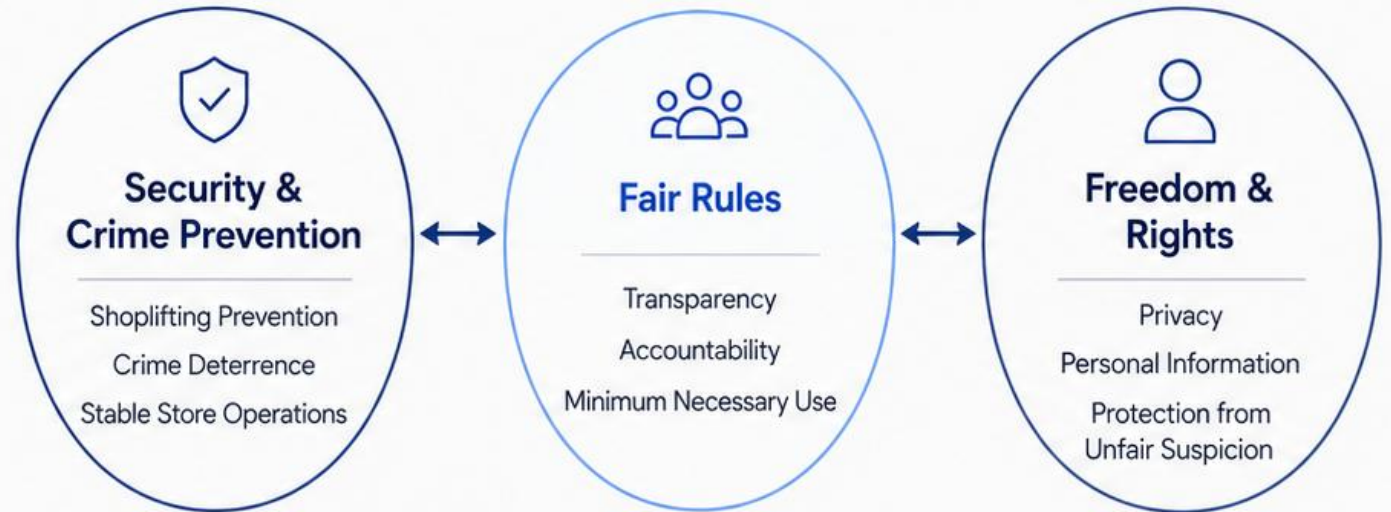 Security &
Crime Prevention
Shoplifting Prevention
Crime Deterrence
Stable Store Operations
Fair Rules
Transparency
Accountability
Minimum Necessary Use
Freedom &
Rights
Privacy
Personal Information
Protection from
Unfair Suspicion